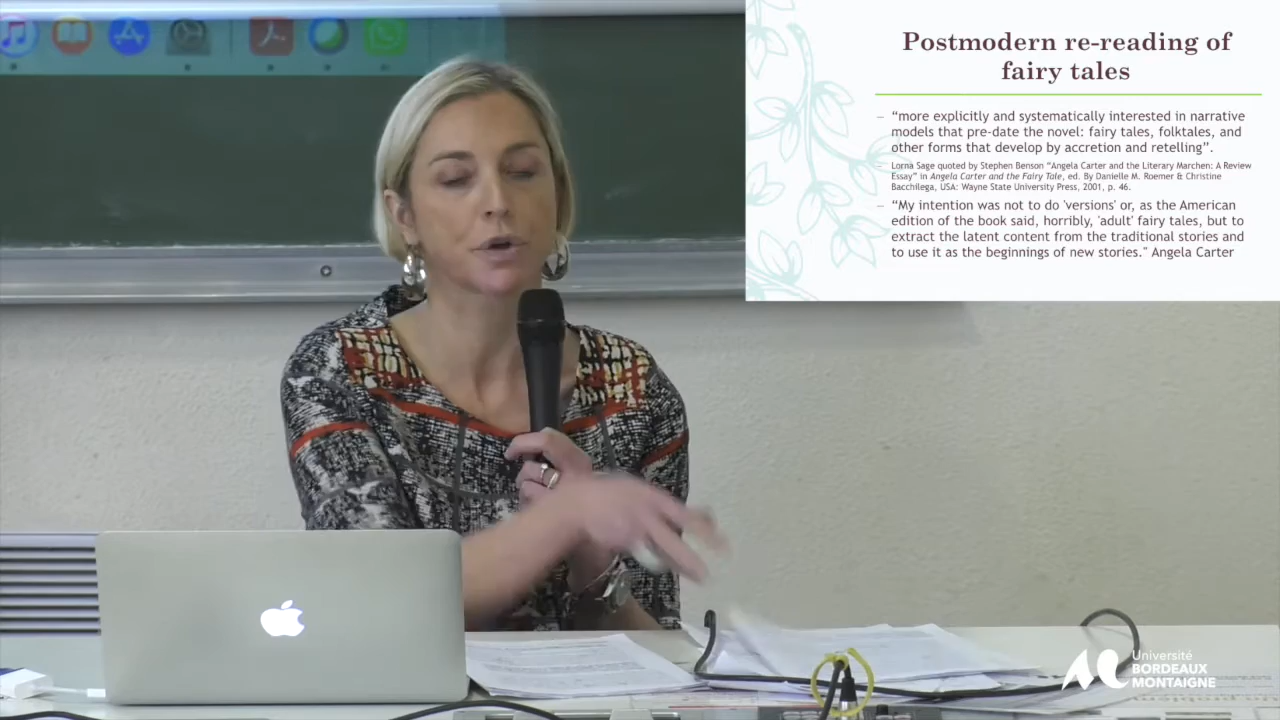 Postmodern re-reading of
fairy tales
– “more explicitly and systematically interested in narrative
models that pre-date the novel: fairy tales, folktales, and
other forms that develop by accretion and retelling”.
– Lorna Sage quoted by Stephen Benson “Angela Carter and the Literary Marchen: A Review
Essay” in Angela Carter and the Fairy Tale, ed. By Danielle M. Roemer & Christine
Bacchilega, USA: Wayne State University Press, 2001, p. 46.
– “My intention was not to do 'versions' or, as the American
edition of the book said, horribly, 'adult' fairy tales, but to
extract the latent content from the traditional stories and
to use it as the beginnings of new stories." Angela Carter
Université
BORDEAUX
MONTAIGNE